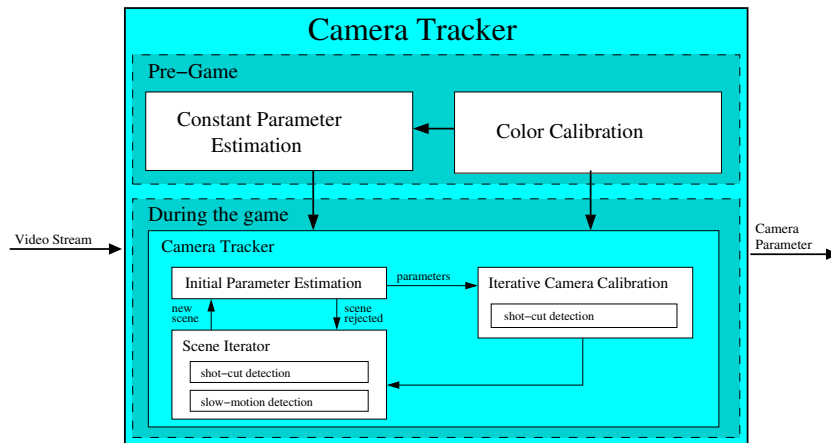 Camera Tracker
Pre−Game
Constant Parameter
Estimation
Color Calibration
During the game
Video Stream
Camera
Parameter
Camera Tracker
Initial Parameter Estimation
parameters
Iterative Camera Calibration
new
scene
scene
rejected
shot−cut detection
Scene Iterator
shot−cut detection
slow−motion detection